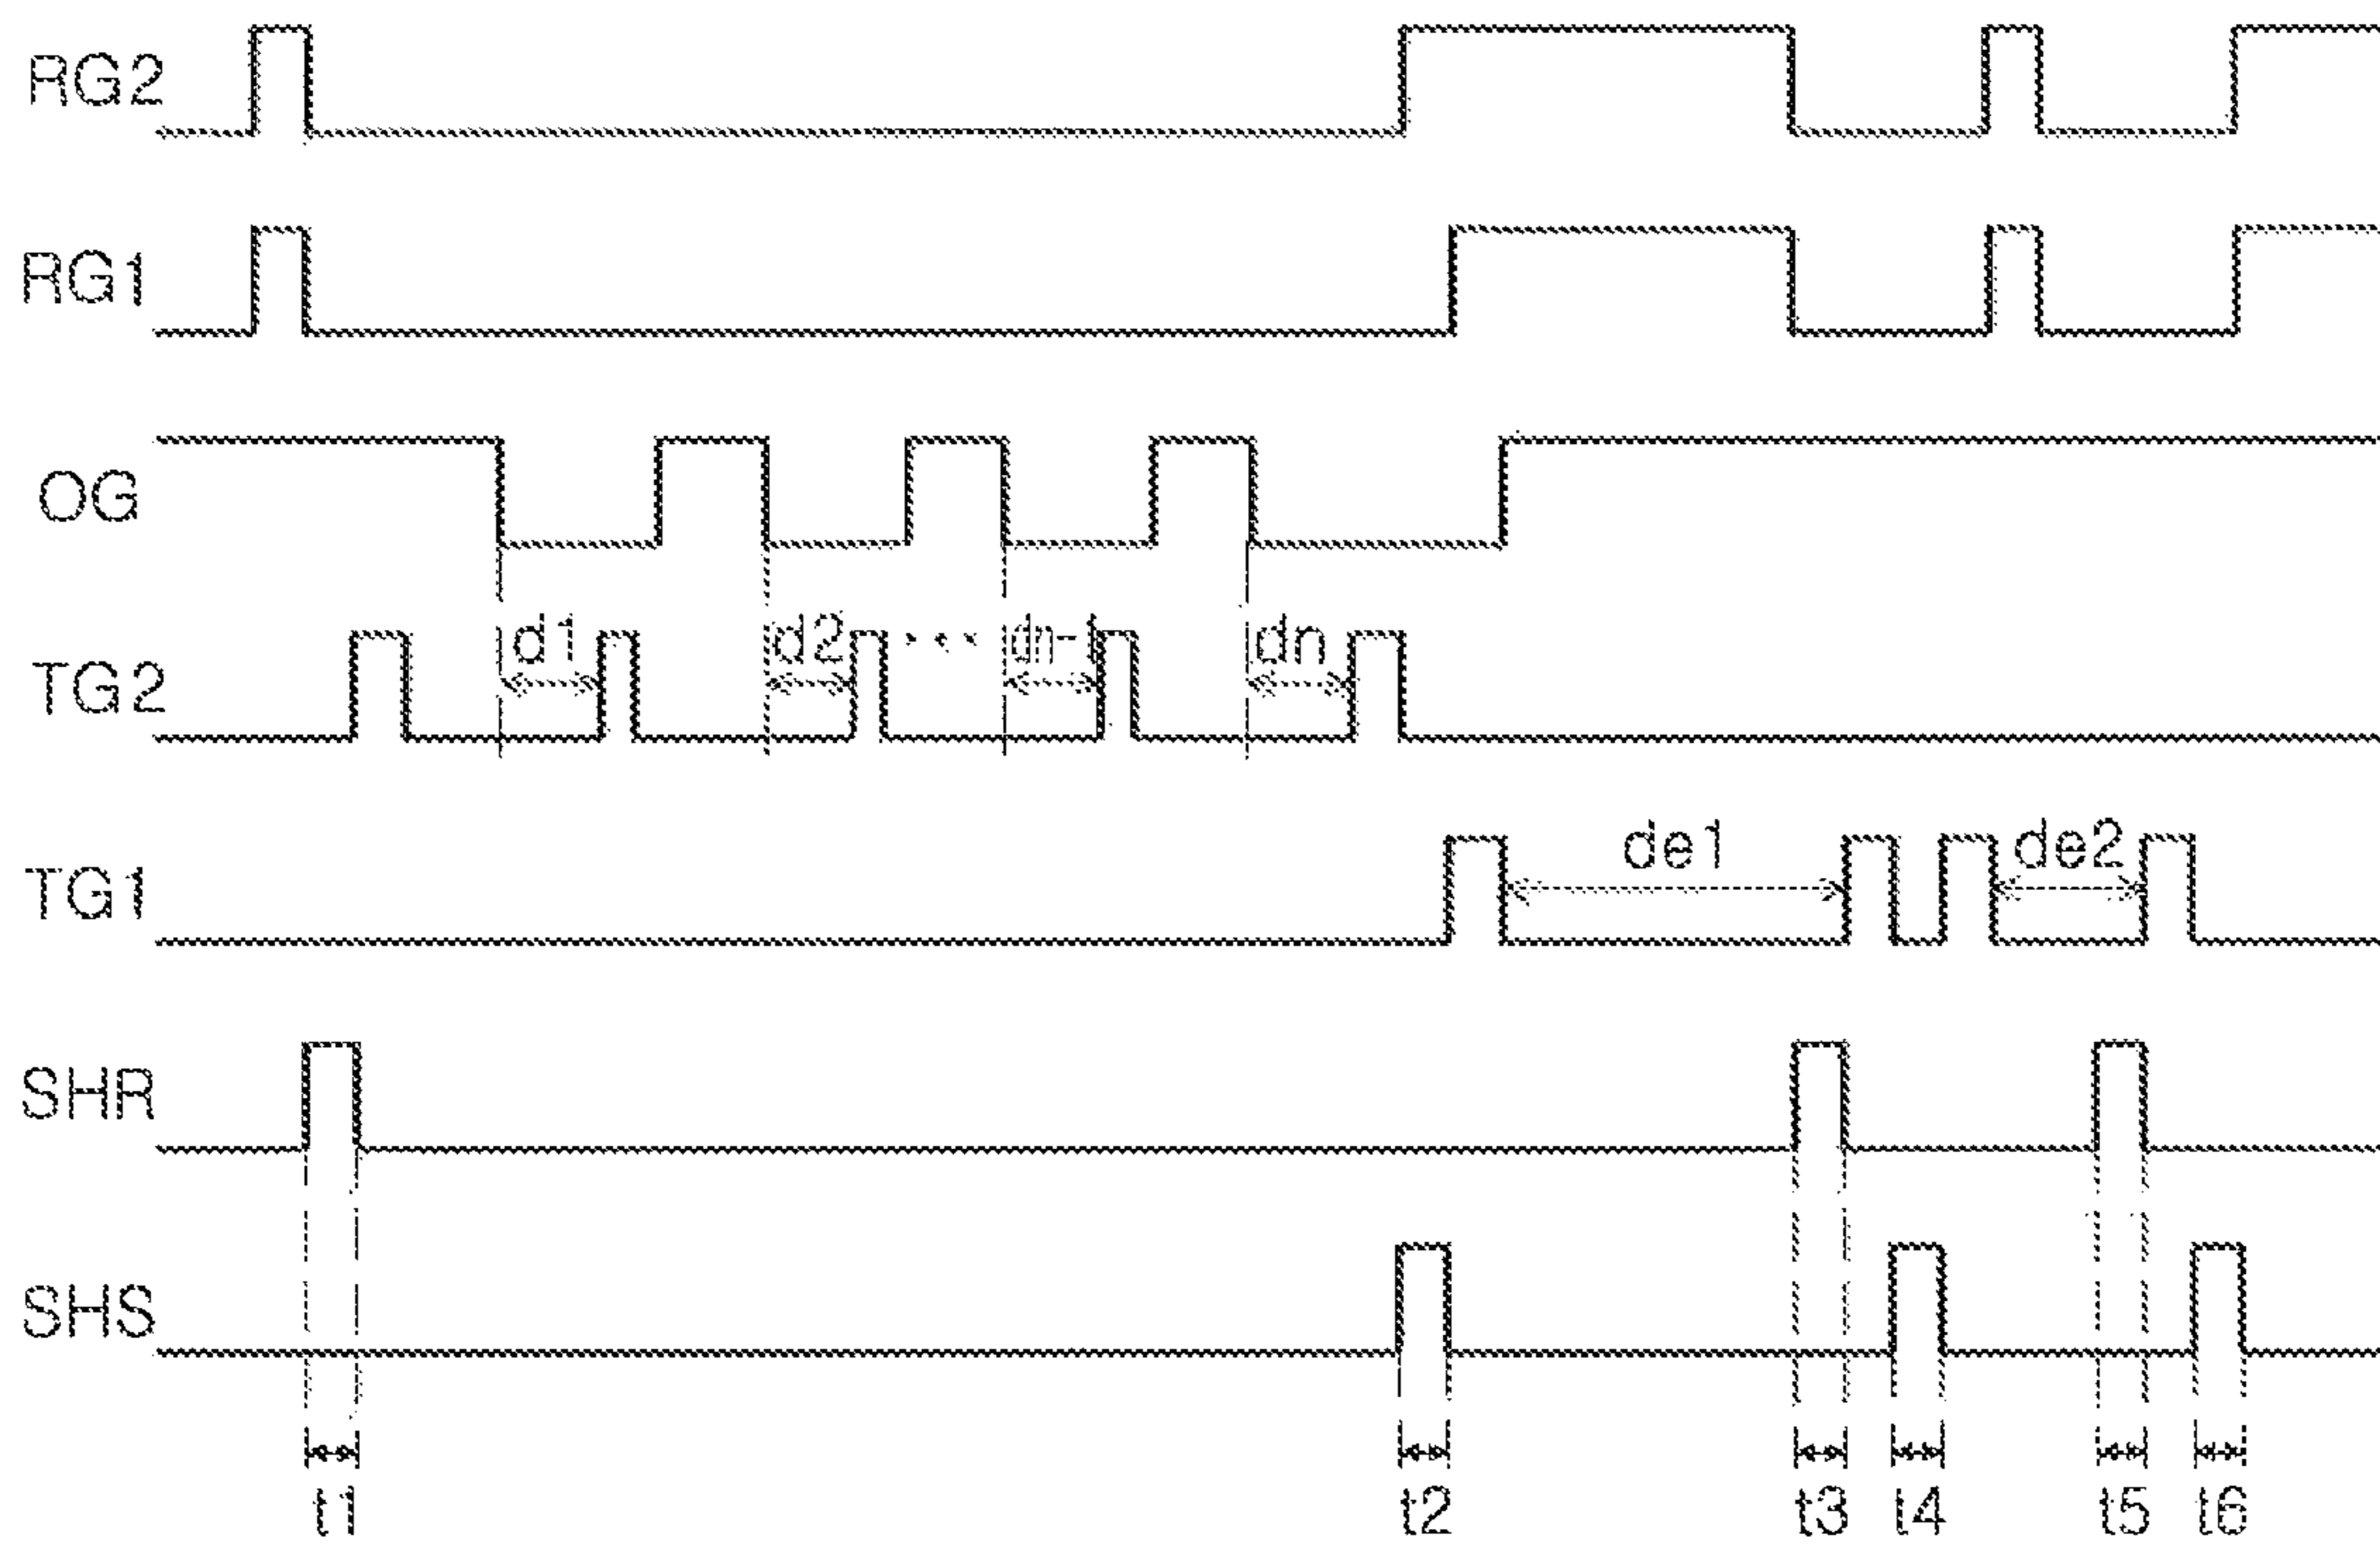 RG2
RG1
OG
TG2
d1 d2 ... dn-1 dn
TG1
de1 de2
SHR
SHS
t1 t2 t3 t4 t5 t6